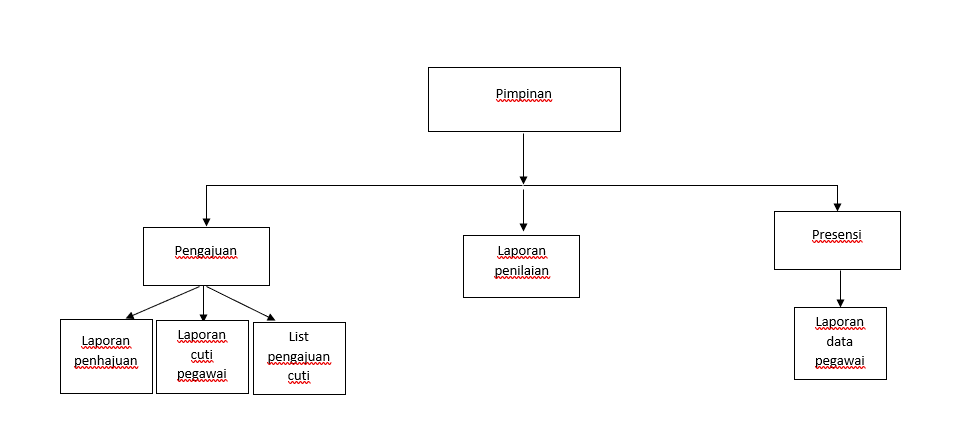 Pimpinan
Pengajuan
Laporan
penilaian
Presensi
Laporan
penhajuan
Laporan
cuti
pegawai
List
pengajuan
cuti
Laporan
data
pegawai